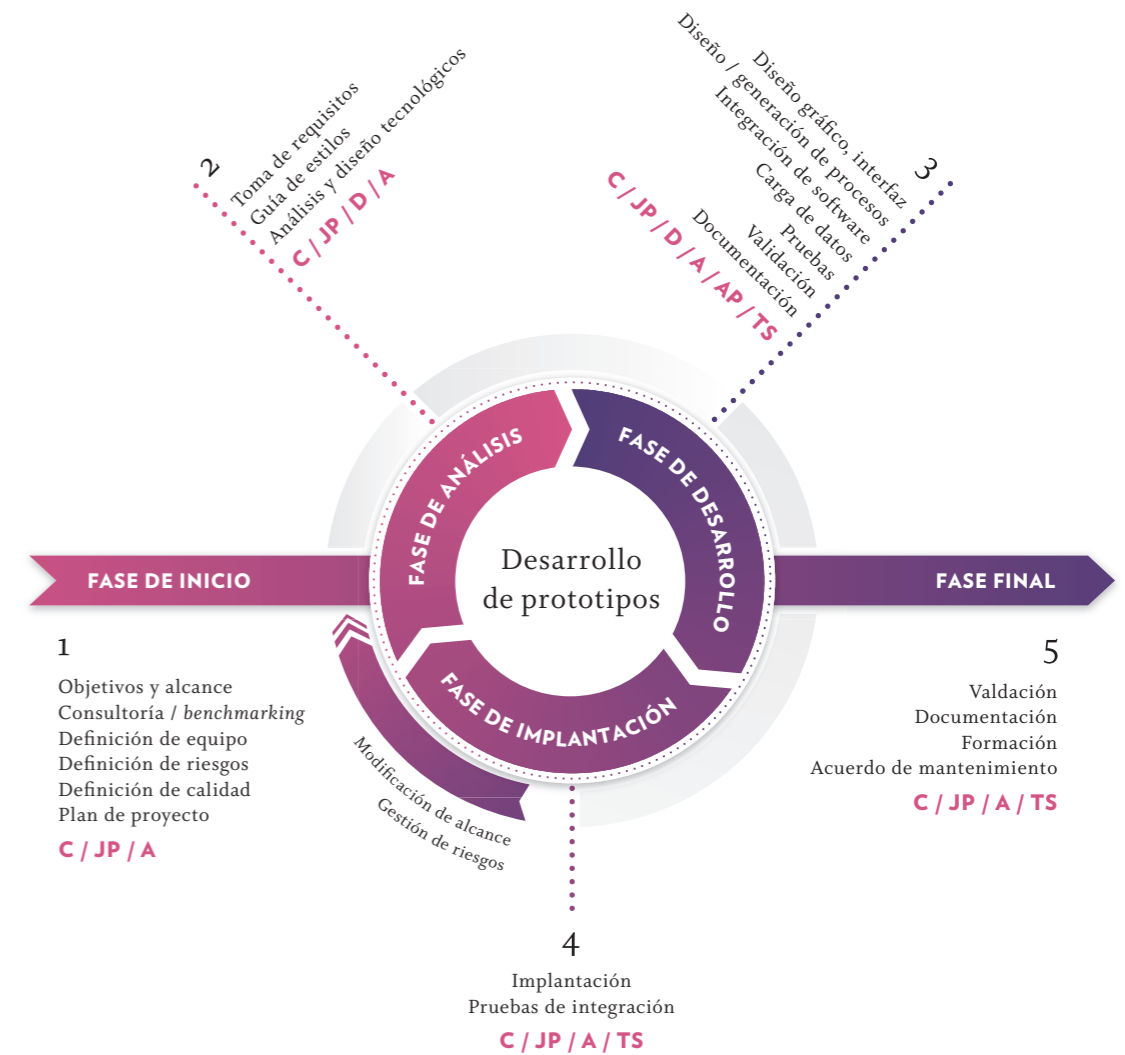 FASE DE INICIO
1
Objetivos y alcance
Consultoría / benchmarking
Definición de equipo
Definición de riesgos
Definición de calidad
Plan de proyecto
C / JP / A
2
Toma de requisitos
Guía de estilos
Análisis y diseño tecnológicos
C / JP / D / A
FASE DE ANÁLISIS
3
Diseño gráfico, interfaz
Diseño / generación de procesos
Integración de software
Carga de datos
Pruebas
Validación
Documentación
C / JP / D / A / AP / TS
FASE DE DESARROLLO
Desarrollo
de prototipos
FASE DE IMPLANTACIÓN
Modificación de alcance
Gestión de riesgos
4
Implantación
Pruebas de integración
C / JP / A / TS
FASE FINAL
5
Valdación
Documentación
Formación
Acuerdo de mantenimiento
C / JP / A / TS